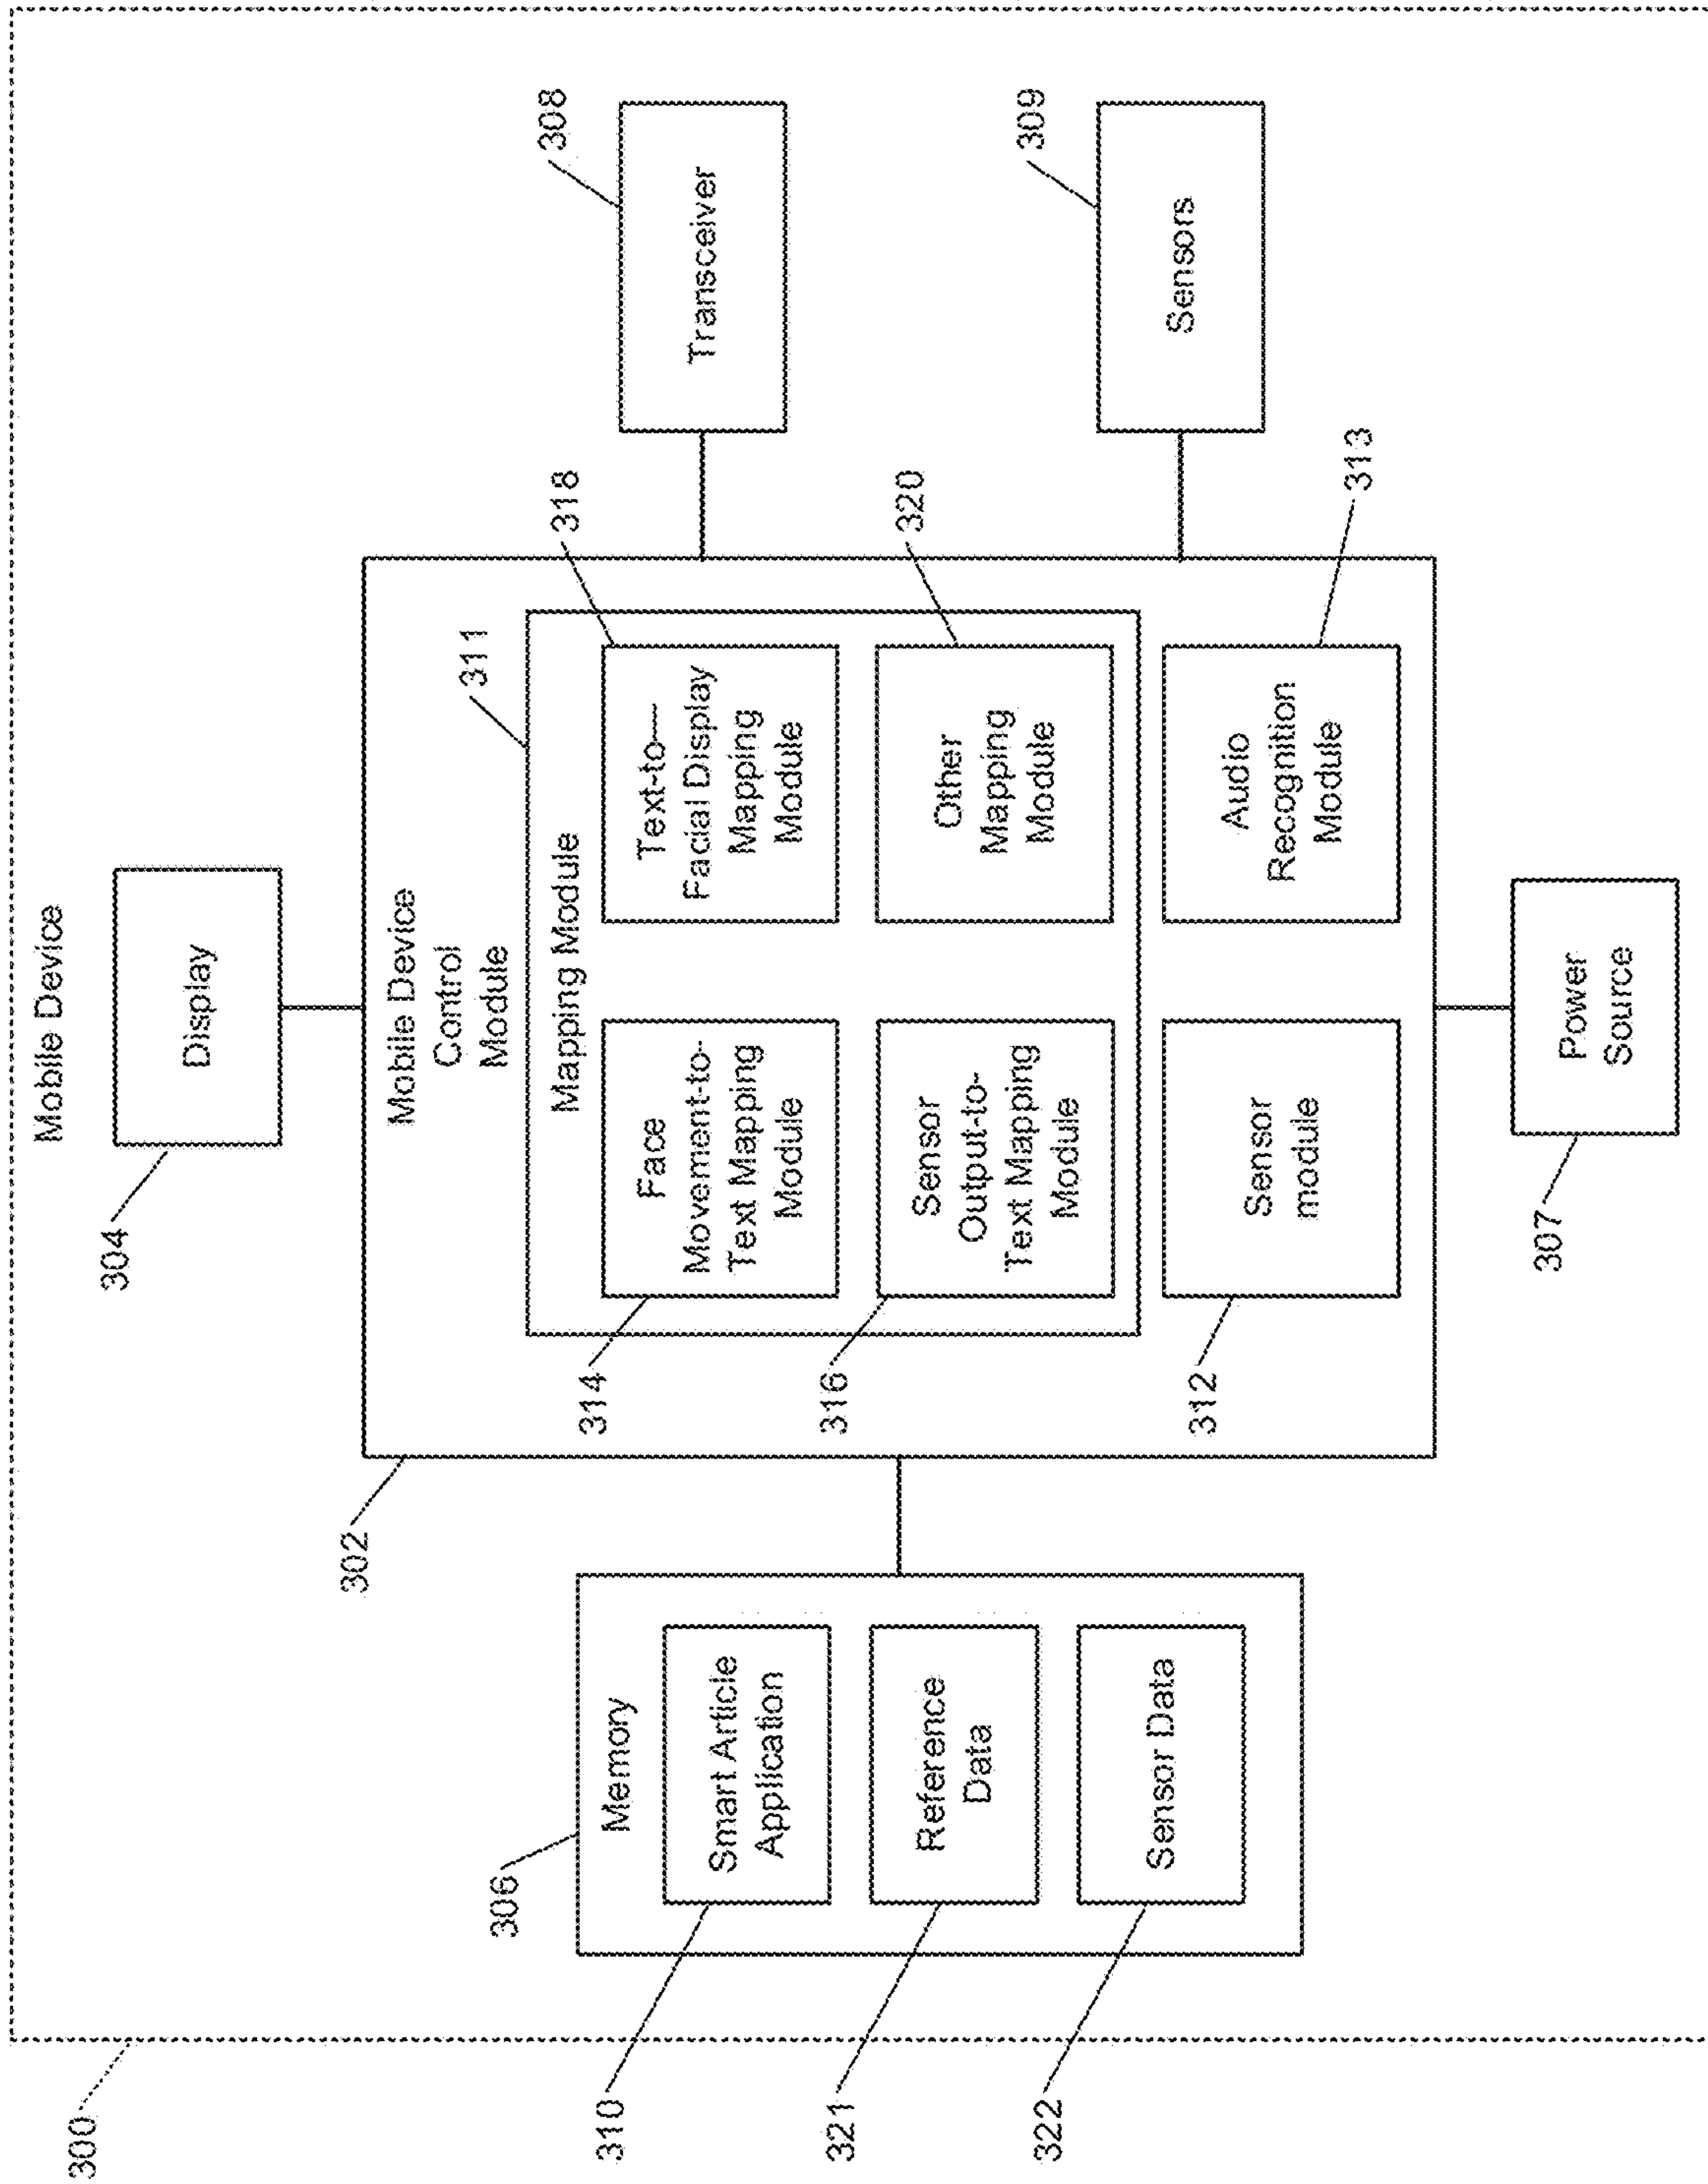 300
Mobile Device
304
Display
302
Mobile Device
Control
Module
311
Mapping Module
314
Face
Movement-to-
Text Mapping
Module
318
Text-to—
Facial Display
Mapping
Module
316
Sensor
Output-to-
Text Mapping
Module
320
Other
Mapping
Module
312
Sensor
module
313
Audio
Recognition
Module
306
Memory
310
Smart Article
Application
321
Reference
Data
322
Sensor Data
308
Transceiver
309
Sensors
307
Power
Source